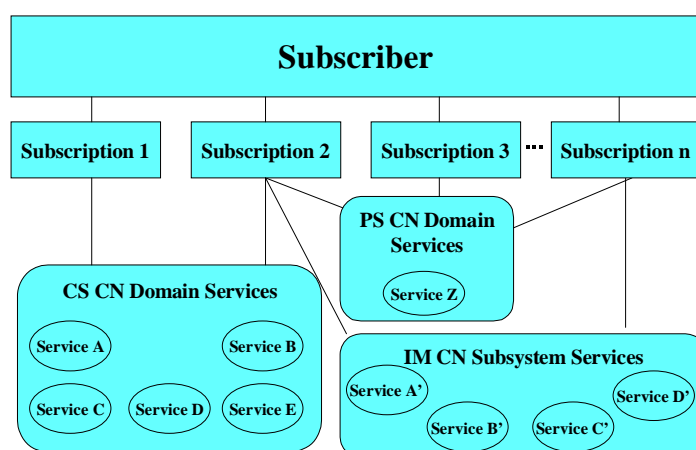 Subscriber
Subscription 1
Subscription 2
Subscription 3
...
Subscription n
PS CN Domain
Services
Service Z
CS CN Domain Services
Service A
Service B
Service C
Service D
Service E
IM CN Subsystem Services
Service A’
Service D’
Service B’
Service C’